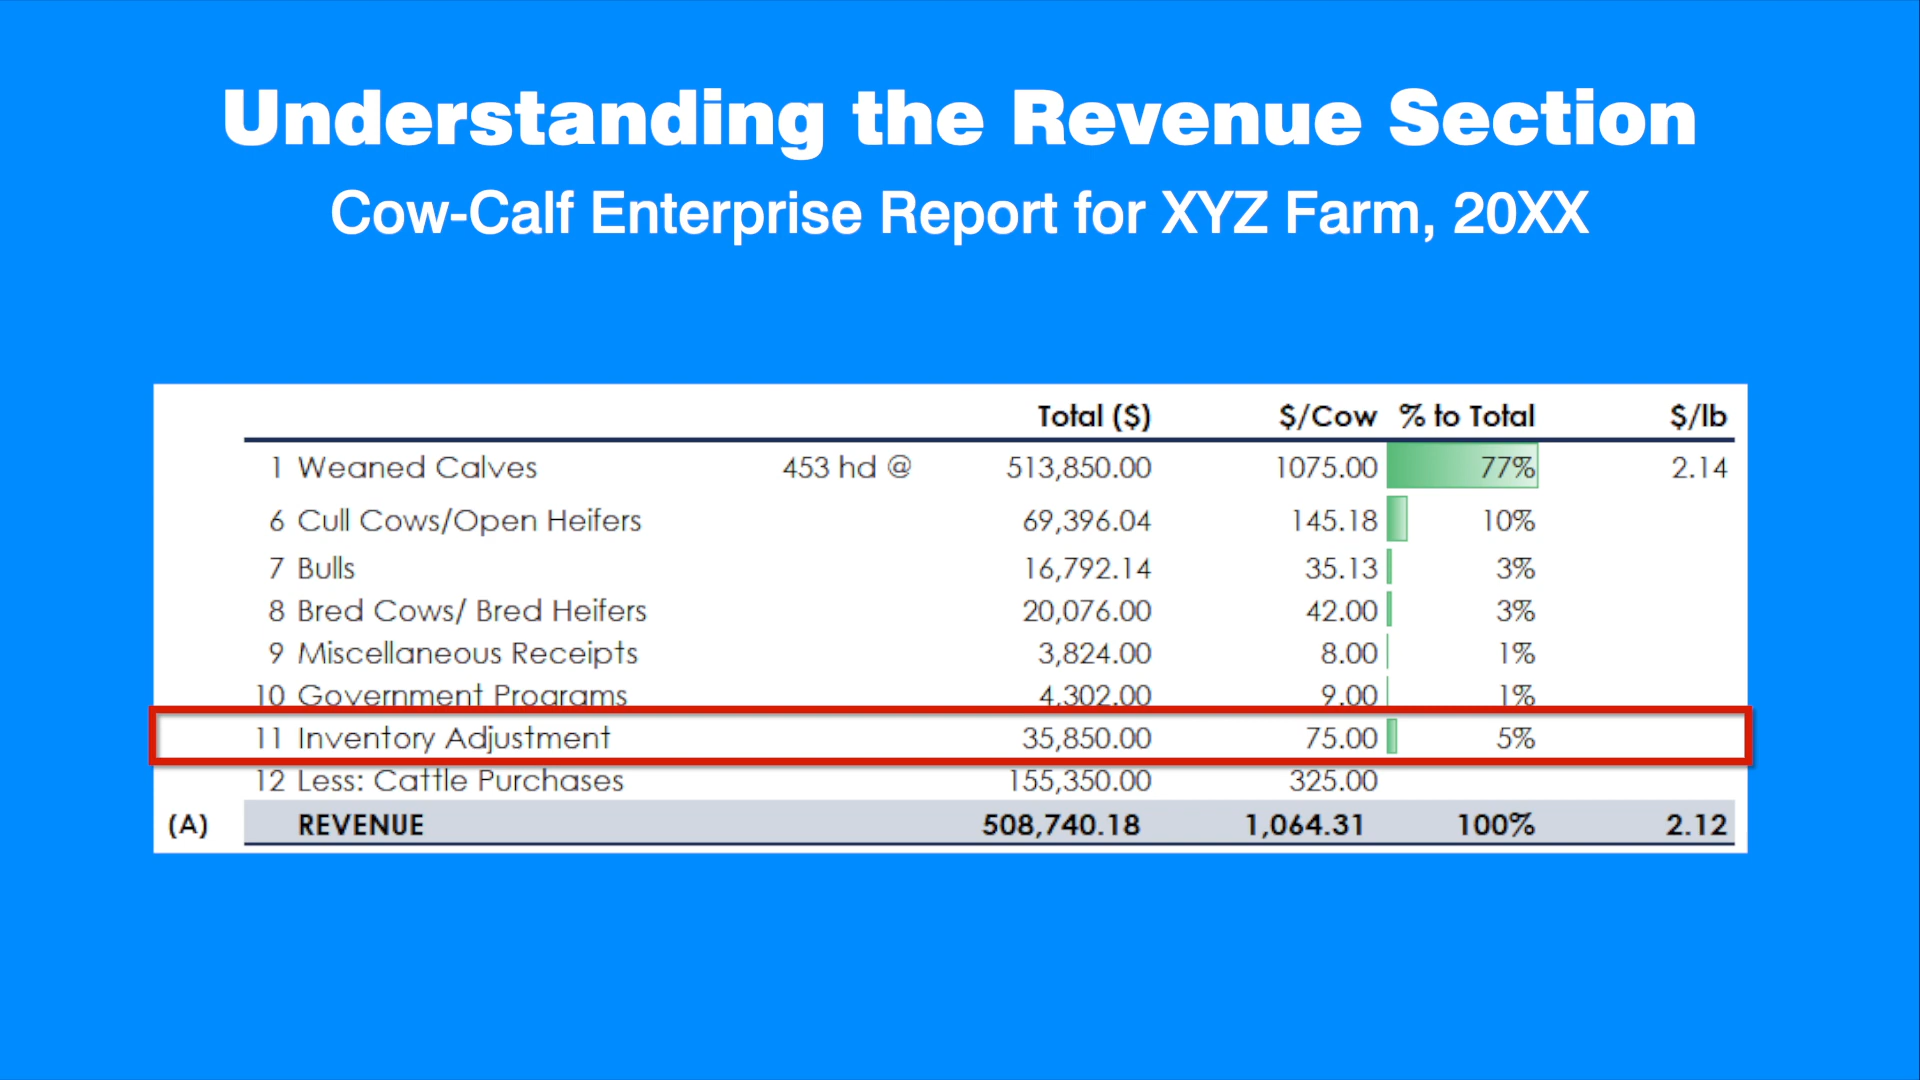 Understanding the Revenue Section
Cow-Calf Enterprise Report for XYZ Farm, 20XX
Total ($) $/Cow % to Total $/lb
1 Weaned Calves 453 hd @ 513,850.00 1075.00 77% 2.14
6 Cull Cows/Open Heifers 69,396.04 145.18 10%
7 Bulls 16,792.14 35.13 3%
8 Bred Cows/ Bred Heifers 20,076.00 42.00 3%
9 Miscellaneous Receipts 3,824.00 8.00 1%
10 Government Programs 4,302.00 9.00 1%
11 Inventory Adjustment 35,850.00 75.00 5%
12 Less: Cattle Purchases 155,350.00 325.00
(A) REVENUE 508,740.18 1,064.31 100% 2.12